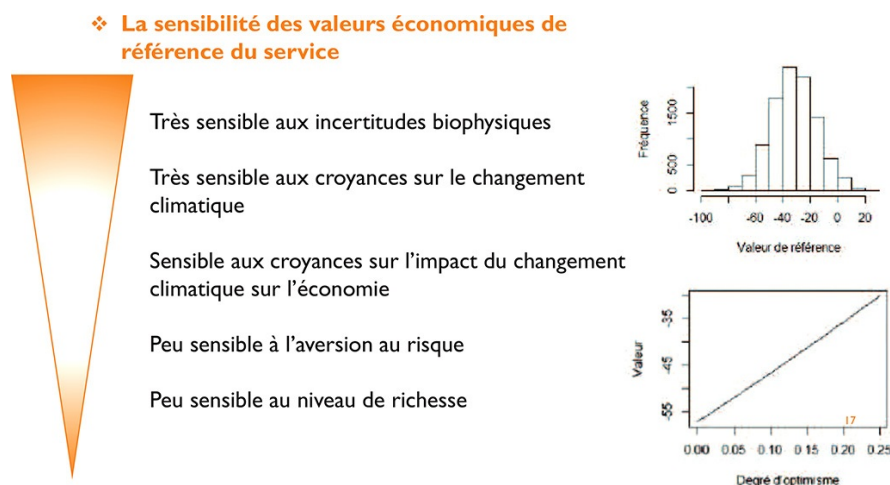 ❖ La sensibilité des valeurs économiques de
référence du service
Très sensible aux incertitudes biophysiques
Très sensible aux croyances sur le changement
climatique
Sensible aux croyances sur l’impact du changement
climatique sur l’économie
Peu sensible à l’aversion au risque
Peu sensible au niveau de richesse
Fréquence
1500
500
0
-100 -60 -40 -20 0 20
Valeur de référence
Valeur
-35
-45
-55
17
0.00 0.05 0.10 0.15 0.20 0.25
Degré d'optimisme